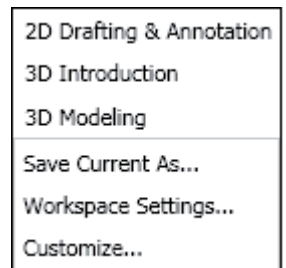 2D Drafting & Annotation
3D Introduction
3D Modeling
Save Current As...
Workspace Settings...
Customize...